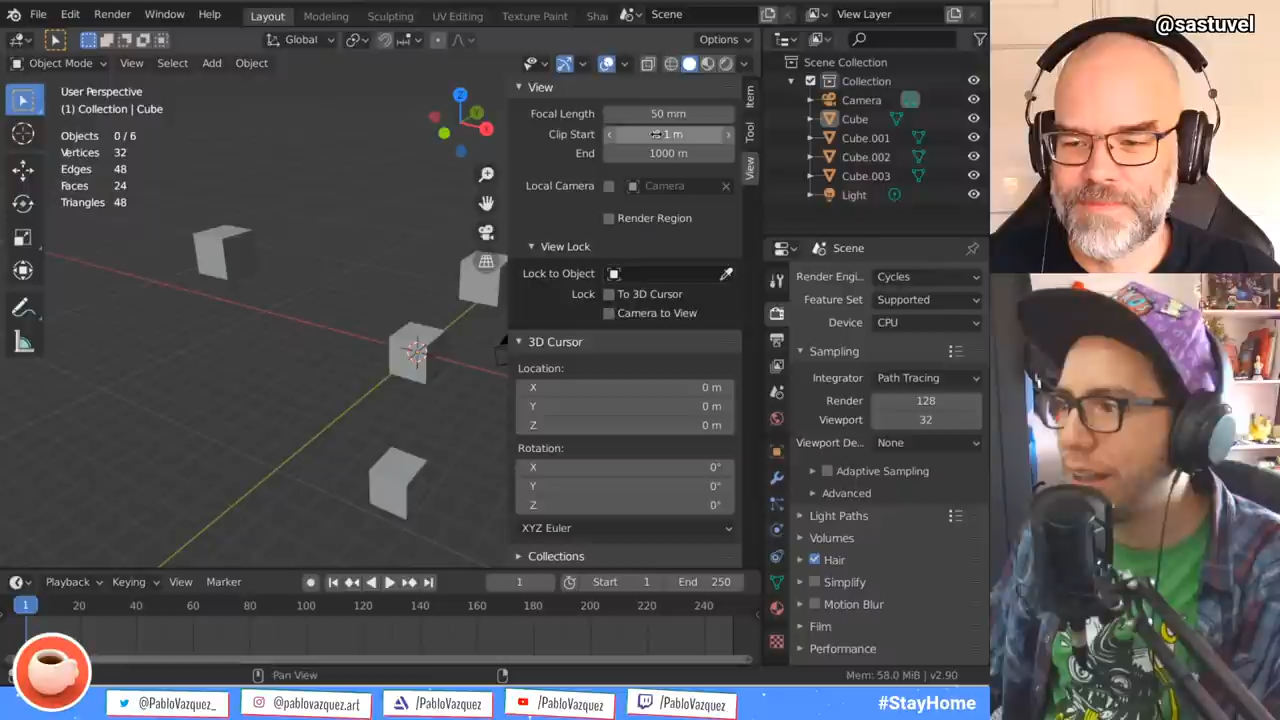 File Edit Render Window Help Layout Modeling Sculpting UV Editing Texture Paint Sha Scene View Layer
@sastuvel
Global Options
Object Mode View Select Add Object
User Perspective
(1) Collection | Cube
Objects 0 / 6
Vertices 32
Edges 48
Faces 24
Triangles 48
X
Z
View
Focal Length 50 mm
Clip Start 1 m
End 1000 m
Local Camera Camera
Render Region
View Lock
Lock to Object
Lock To 3D Cursor
Camera to View
3D Cursor
Location:
X 0 m
Y 0 m
Z 0 m
Rotation:
X 0°
Y 0°
Z 0°
XYZ Euler
Collections
Item
Tool
View
Scene Collection
Collection
Camera
Cube
Cube.001
Cube.002
Cube.003
Light
Scene
Render Engi... Cycles
Feature Set Supported
Device CPU
Sampling
Integrator Path Tracing
Render 128
Viewport 32
Viewport De... None
Adaptive Sampling
Advanced
Light Paths
Volumes
Hair
Simplify
Motion Blur
Film
Performance
Playback Keying View Marker 1 Start 1 End 250
1 20 40 60 80 100 120 140 160 180 200 220 240
Pan View Mem: 58.0 MiB | v2.90
@PabloVazquez_ @pablovazquez.art /PabloVazquez /PabloVazquez /PabloVazquez #StayHome